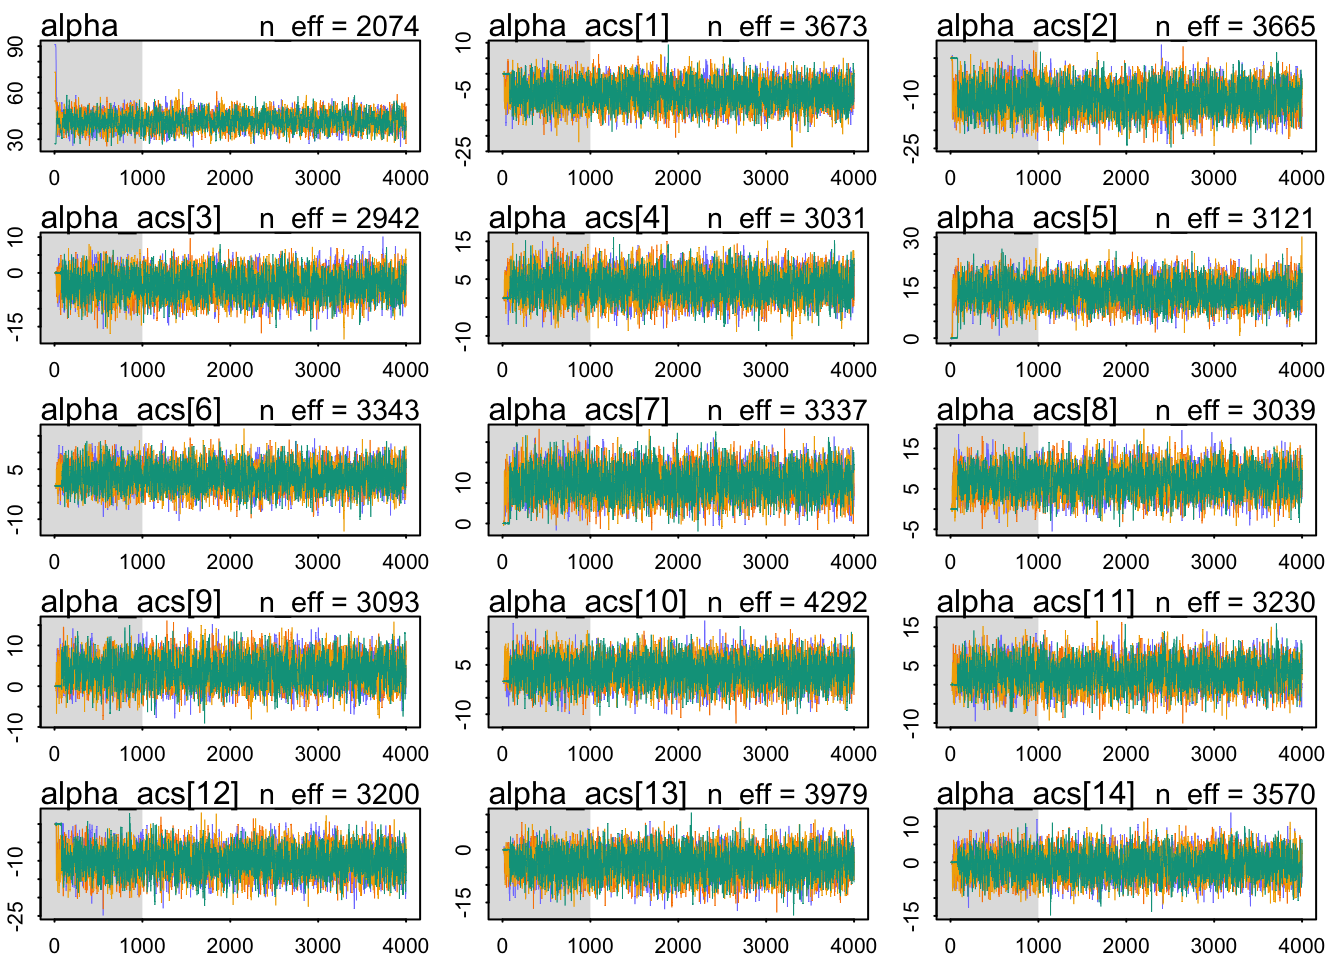 alpha n_eff = 2074 alpha_acs[1] n_eff = 3673 alpha_acs[2] n_eff = 3665
90 60 30 10 -5 -25 -10 -25
0 1000 2000 3000 4000 0 1000 2000 3000 4000 0 1000 2000 3000 4000
alpha_acs[3] n_eff = 2942 alpha_acs[4] n_eff = 3031 alpha_acs[5] n_eff = 3121
10 0 -15 15 5 -10 30 15 0
0 1000 2000 3000 4000 0 1000 2000 3000 4000 0 1000 2000 3000 4000
alpha_acs[6] n_eff = 3343 alpha_acs[7] n_eff = 3337 alpha_acs[8] n_eff = 3039
5 -10 10 0 15 5 -5
0 1000 2000 3000 4000 0 1000 2000 3000 4000 0 1000 2000 3000 4000
alpha_acs[9] n_eff = 3093 alpha_acs[10] n_eff = 4292 alpha_acs[11] n_eff = 3230
10 0 -10 5 -10 15 5 -10
0 1000 2000 3000 4000 0 1000 2000 3000 4000 0 1000 2000 3000 4000
alpha_acs[12] n_eff = 3200 alpha_acs[13] n_eff = 3979 alpha_acs[14] n_eff = 3570
-10 -25 0 -15 10 0 -15
0 1000 2000 3000 4000 0 1000 2000 3000 4000 0 1000 2000 3000 4000